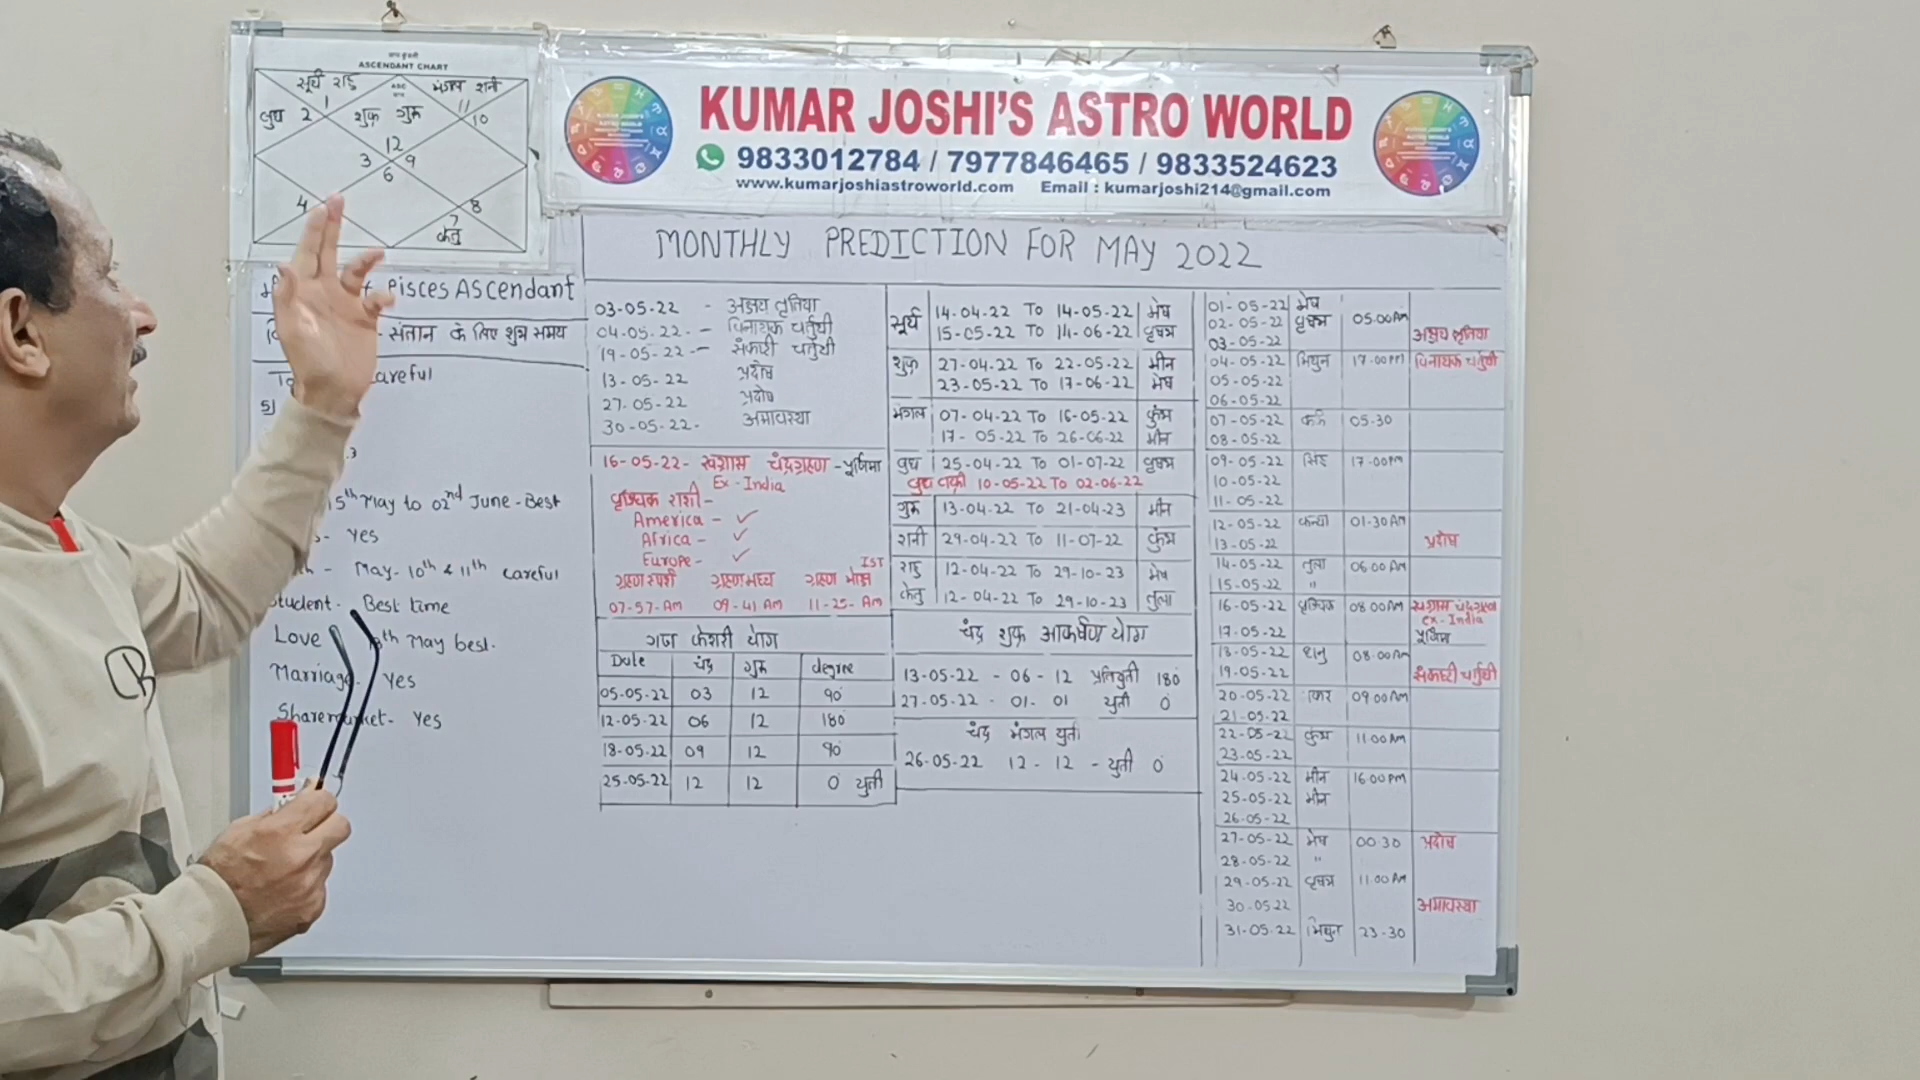 लग्न कुंडली
ASCENDANT CHART
सूर्य राहु
ASC
लग्न
मंगल शनी
बुध 2
1
शुक्र गुरू
11
10
12
3
9
6
4
8
7
केतु
KUMAR JOSHI'S ASTRO WORLD
9833012784 / 7977846465 / 9833524623
www.kumarjoshiastroworld.com Email : kumarjoshi214@gmail.com
MONTHLY PREDICTION FOR MAY 2022
Pisces Ascendant
- संतान के लिए शुभ समय
careful
5)
.3
15th May to 02nd June - Best
- Yes
- May - 10th & 11th careful
Student - Best time
Love
th May best.
Marriage - Yes
Sharemarket - Yes
03-05-22 - अक्षय तृतिया
04-05-22 - विनायक चर्तुथी
19-05-22 - संकष्टी चर्तुथी
13-05-22 प्रदोष
27-05-22 प्रदोष
30-05-22 - अमावस्या
16-05-22 - खग्रास चंद्रग्रहण - पूर्णिमा
Ex - India
वृश्चिक राशी -
America - ✓
Africa - ✓
Europe - ✓
IST
ग्रहण स्पर्श ग्रहण मध्य ग्रहण मोक्ष
07-57-Am 09-41 Am 11-25-Am
गज केशरी योग
Date चंद्र गुरू degree
05-05-22 03 12 90°
12-05-22 06 12 180
18-05-22 09 12 90°
25-05-22 12 12 0° युती
सूर्य 14-04-22 To 14-05-22 मेष
15-05-22 To 14-06-22 वृषभ
शुक्र 27-04-22 To 22-05-22 मीन
23-05-22 To 17-06-22 मेष
मंगल 07-04-22 To 16-05-22 कुंभ
17-05-22 To 26-06-22 मीन
बुध 25-04-22 To 01-07-22 वृषभ
बुध वक्री 10-05-22 To 02-06-22
गुरू 13-04-22 To 21-04-23 मीन
शनी 29-04-22 To 11-07-22 कुंभ
राहु 12-04-22 To 29-10-23 मेष
केतु 12-04-22 To 29-10-23 तुला
चंद्र शुक्र आकर्षण योग
13-05-22 - 06 - 12 प्रतियुती 180
27-05-22 - 01 - 01 युती 0°
चंद्र मंगल युती
26-05-22 12 - 12 - युती 0°
01-05-22 मेष
02-05-22 वृषभ 05:00Am
03-05-22 अक्षय तृतिया
04-05-22 मिथुन 17:00PM विनायक चर्तुथी
05-05-22
06-05-22
07-05-22 कर्क 05-30
08-05-22
09-05-22 सिंह 17:00PM
10-05-22
11-05-22
12-05-22 कन्या 01-30Am
13-05-22 प्रदोष
14-05-22 तुला 06:00Am
15-05-22 "
16-05-22 वृश्चिक 08:00AM खग्रास चंद्रग्रहण
Ex - India
17-05-22 पूर्णिमा
18-05-22 धनु 08:00Am
19-05-22 संकष्टी चर्तुथी
20-05-22 मकर 09:00Am
21-05-22
22-05-22 कुंभ 11:00Am
23-05-22
24-05-22 मीन 16:00PM
25-05-22 मीन
26-05-22
27-05-22 मेष 00:30 प्रदोष
28-05-22 "
29-05-22 वृषभ 11:00Am
30-05-22 अमावस्या
31-05-22 मिथुन 23-30